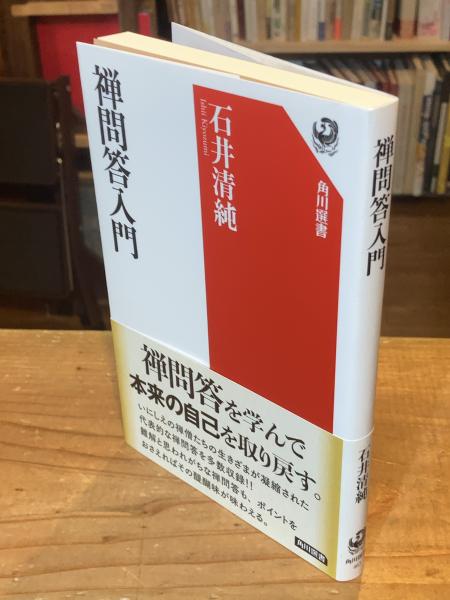 禅問答入門
石井清純
Ishii Kiyozumi
角川選書
禅問答を学んで
本来の自己を取り戻す。
いにしえの禅僧たちの生きざまが凝縮された
代表的な禅問答を多数収録!!
難解と思われがちな禅問答も、ポイントを
おさえればその醍醐味が味わえる。
角川選書
禅問答入門
石井清純